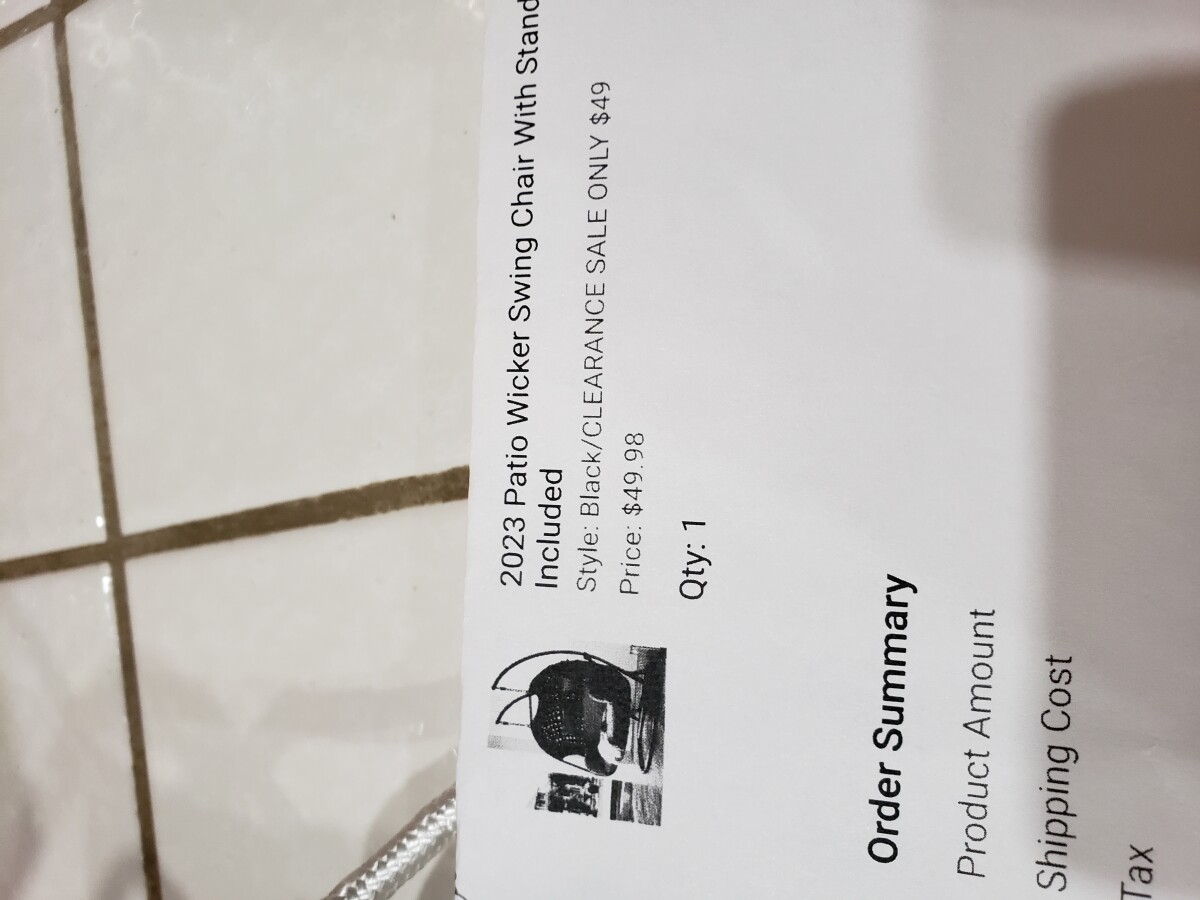 2023 Patio Wicker Swing Chair With Stand
Included
Style: Black/CLEARANCE SALE ONLY $49
Price: $49.98
Qty: 1
Order Summary
Product Amount
Shipping Cost
Tax